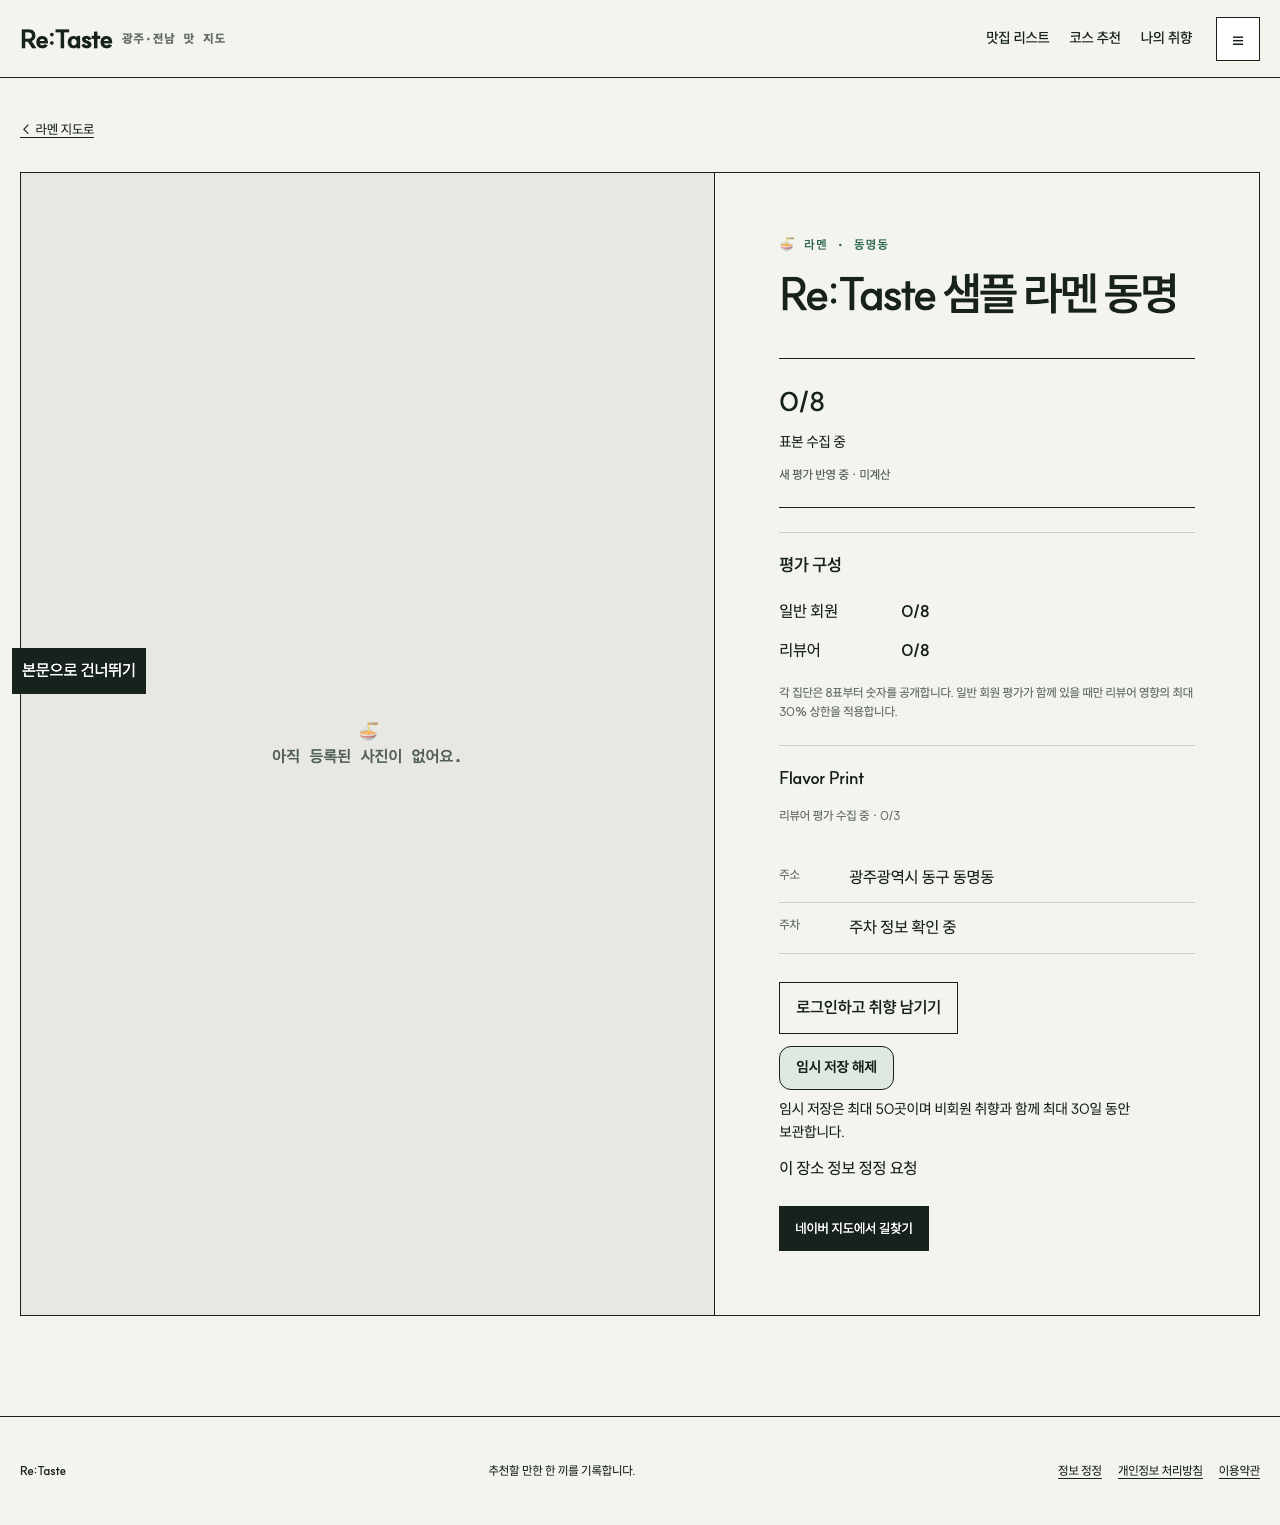 Re:Taste 광주·전남 맛 지도
맛집 리스트 코스 추천 나의 취향
라멘 지도로
라멘 · 동명동
Re:Taste 샘플 라멘 동명
0/8
표본 수집 중
새 평가 반영 중 · 미계산
평가 구성
일반 회원 0/8
리뷰어 0/8
각 집단은 8표부터 숫자를 공개합니다. 일반 회원 평가가 함께 있을 때만 리뷰어 영향의 최대
30% 상한을 적용합니다.
본문으로 건너뛰기
아직 등록된 사진이 없어요.
Flavor Print
리뷰어 평가 수집 중 · 0/3
주소 광주광역시 동구 동명동
주차 주차 정보 확인 중
로그인하고 취향 남기기
임시 저장 해제
임시 저장은 최대 50곳이며 비회원 취향과 함께 최대 30일 동안
보관합니다.
이 장소 정보 정정 요청
네이버 지도에서 길찾기
Re:Taste
추천할 만한 한 끼를 기록합니다.
정보 정정 개인정보 처리방침 이용약관